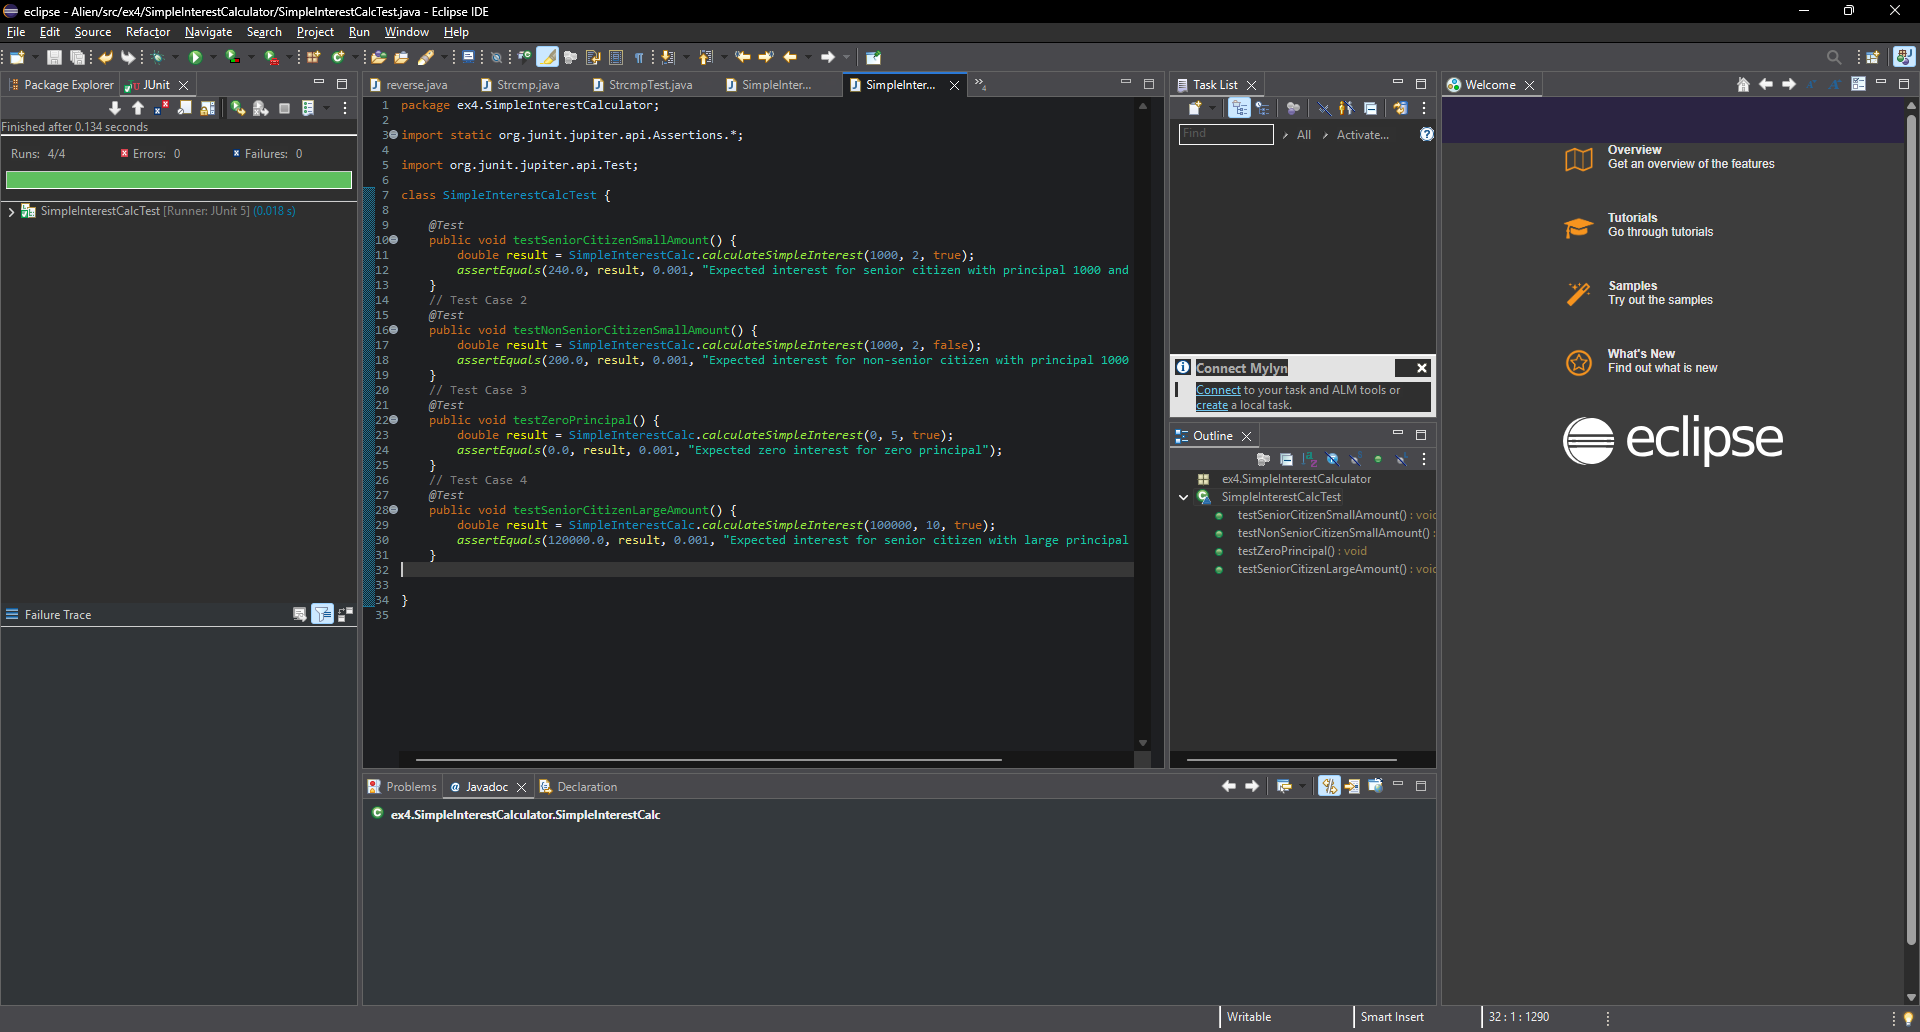 eclipse - Alien/src/ex4/SimpleInterestCalculator/SimpleInterestCalcTest.java - Eclipse IDE
File Edit Source Refactor Navigate Search Project Run Window Help
Package Explorer JUnit
Finished after 0.134 seconds
Runs: 4/4 Errors: 0 Failures: 0
SimpleInterestCalcTest [Runner: JUnit 5] (0.018 s)
Failure Trace
reverse.java Strcmp.java StrcmpTest.java SimpleInter... SimpleInter... »4
1 package ex4.SimpleInterestCalculator;
2
3 import static org.junit.jupiter.api.Assertions.*;
4
5 import org.junit.jupiter.api.Test;
6
7 class SimpleInterestCalcTest {
8
9 @Test
10 public void testSeniorCitizenSmallAmount() {
11 double result = SimpleInterestCalc.calculateSimpleInterest(1000, 2, true);
12 assertEquals(240.0, result, 0.001, "Expected interest for senior citizen with principal 1000 and
13 }
14 // Test Case 2
15 @Test
16 public void testNonSeniorCitizenSmallAmount() {
17 double result = SimpleInterestCalc.calculateSimpleInterest(1000, 2, false);
18 assertEquals(200.0, result, 0.001, "Expected interest for non-senior citizen with principal 1000
19 }
20 // Test Case 3
21 @Test
22 public void testZeroPrincipal() {
23 double result = SimpleInterestCalc.calculateSimpleInterest(0, 5, true);
24 assertEquals(0.0, result, 0.001, "Expected zero interest for zero principal");
25 }
26 // Test Case 4
27 @Test
28 public void testSeniorCitizenLargeAmount() {
29 double result = SimpleInterestCalc.calculateSimpleInterest(100000, 10, true);
30 assertEquals(120000.0, result, 0.001, "Expected interest for senior citizen with large principal
31 }
32
33
34 }
35
Problems Javadoc Declaration
ex4.SimpleInterestCalculator.SimpleInterestCalc
Task List
Find All Activate...
Connect Mylyn
Connect to your task and ALM tools or
create a local task.
Outline
ex4.SimpleInterestCalculator
SimpleInterestCalcTest
testSeniorCitizenSmallAmount() : voic
testNonSeniorCitizenSmallAmount() :
testZeroPrincipal() : void
testSeniorCitizenLargeAmount() : voic
Welcome
Overview
Get an overview of the features
Tutorials
Go through tutorials
Samples
Try out the samples
What's New
Find out what is new
eclipse
Writable Smart Insert 32 : 1 : 1290